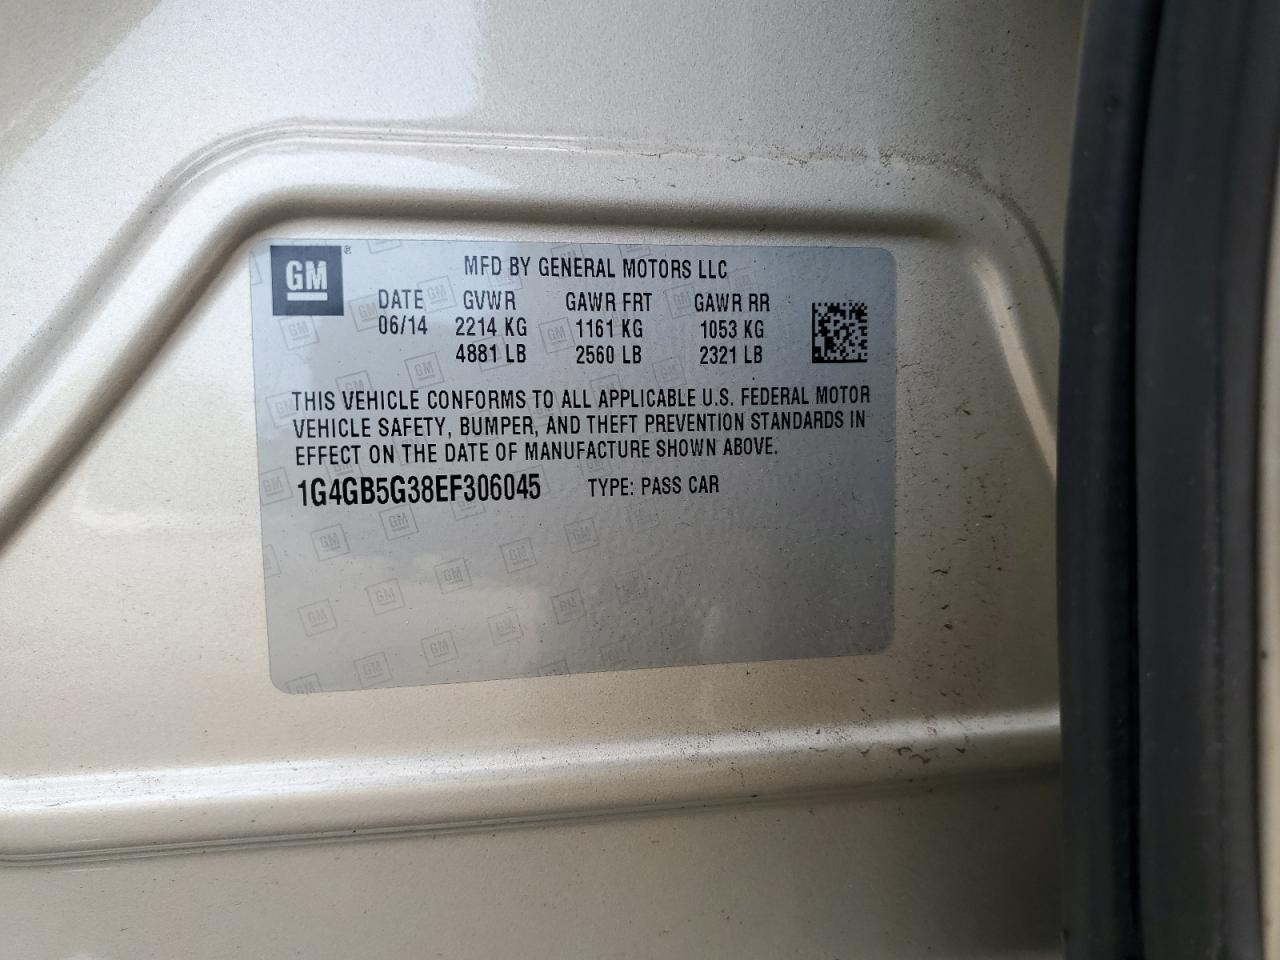 GM®
MFD BY GENERAL MOTORS LLC
DATE GVWR GAWR FRT GAWR RR
06/14 2214 KG 1161 KG 1053 KG
4881 LB 2560 LB 2321 LB
THIS VEHICLE CONFORMS TO ALL APPLICABLE U.S. FEDERAL MOTOR
VEHICLE SAFETY, BUMPER, AND THEFT PREVENTION STANDARDS IN
EFFECT ON THE DATE OF MANUFACTURE SHOWN ABOVE.
1G4GB5G38EF306045 TYPE: PASS CAR